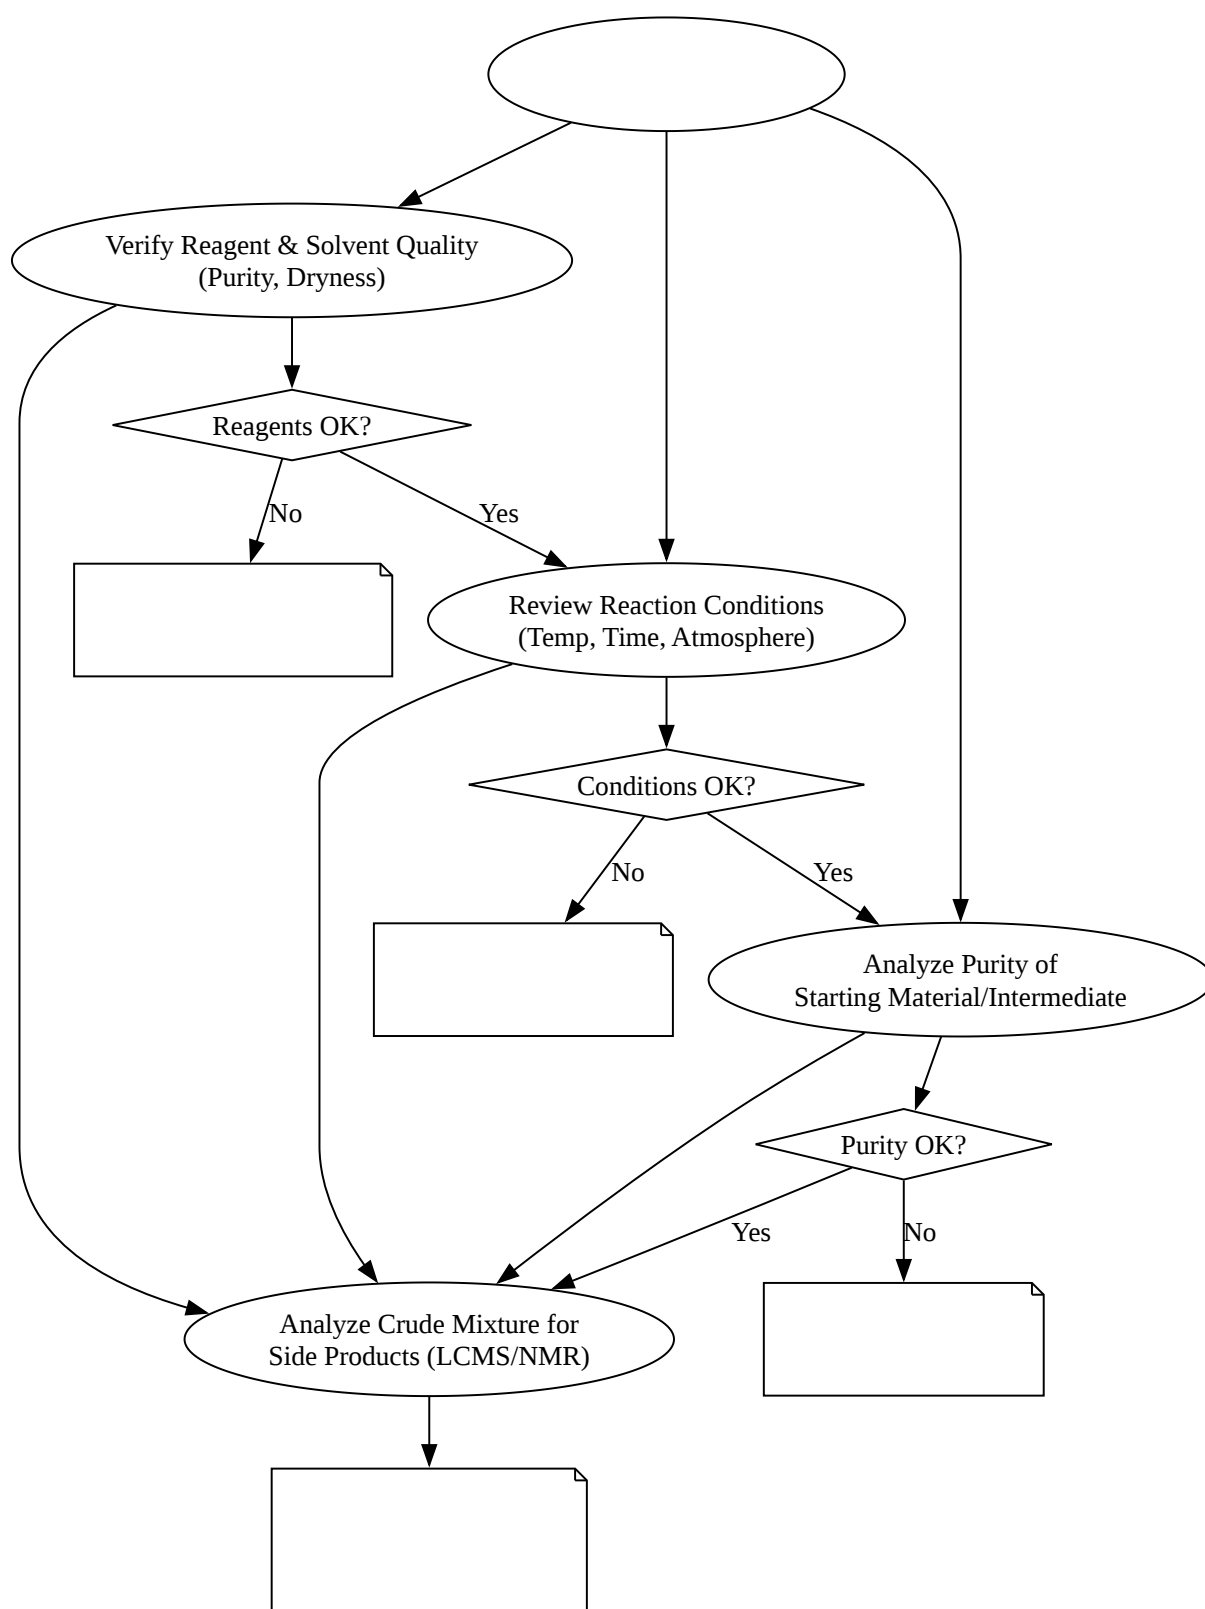 Verify Reagent & Solvent Quality
(Purity, Dryness)
Reagents OK?
No
Yes
Review Reaction Conditions
(Temp, Time, Atmosphere)
Conditions OK?
No
Yes
Analyze Purity of
Starting Material/Intermediate
Purity OK?
Yes
No
Analyze Crude Mixture for
Side Products (LCMS/NMR)